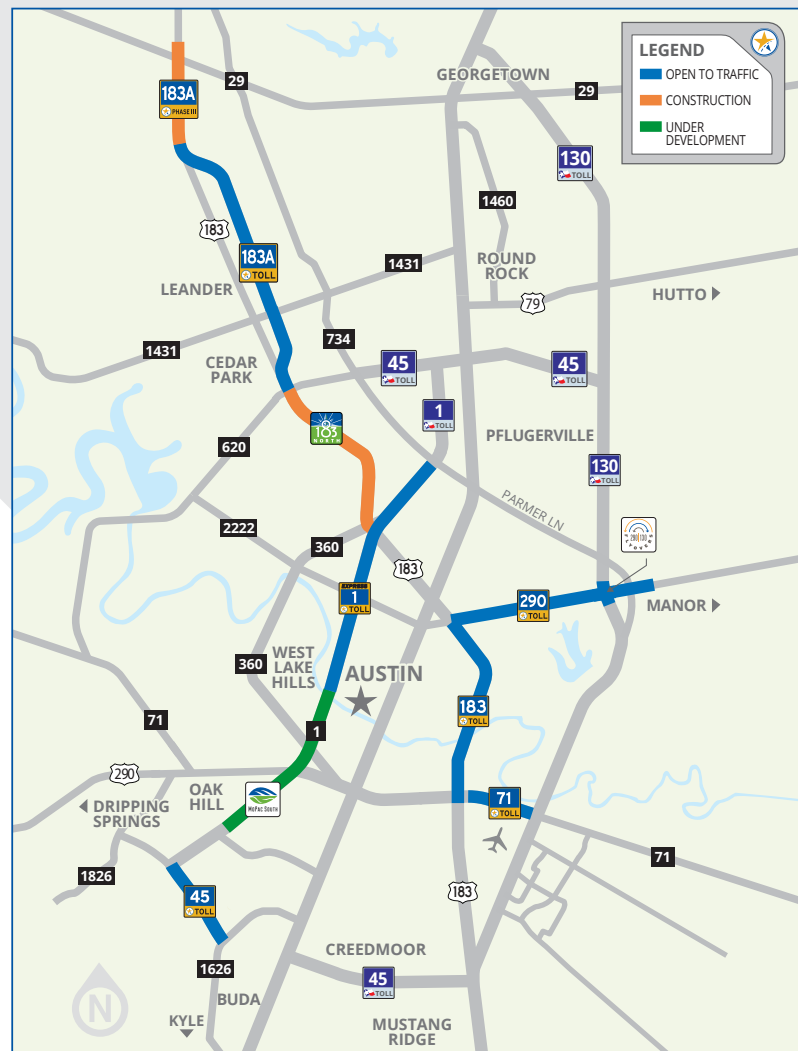 LEGEND
OPEN TO TRAFFIC
CONSTRUCTION
UNDER
DEVELOPMENT
GEORGETOWN
29
29
183A
PHASE III
130
TOLL
1460
183
183A
TOLL
1431
ROUND
ROCK
LEANDER
79
HUTTO
734
1431
CEDAR
PARK
45
TOLL
45
TOLL
1
TOLL
183
NORTH
PFLUGERVILLE
620
130
TOLL
PARMER LN
2222
360
290|130
183
EXPRESS
1
TOLL
290
TOLL
MANOR
360
WEST
LAKE
HILLS
AUSTIN
183
TOLL
71
1
290
OAK
HILL
MoPac South
71
TOLL
DRIPPING
SPRINGS
71
1826
183
45
TOLL
CREEDMOOR
1626
45
TOLL
BUDA
N
KYLE
MUSTANG
RIDGE